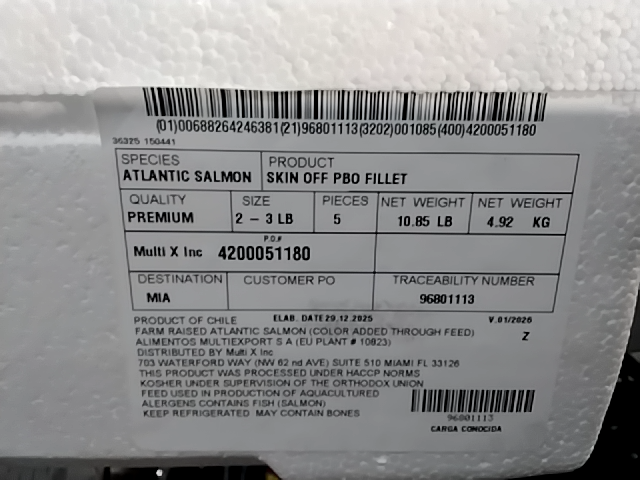 (01)00688264246381(21)96801113(3202)001085(400)4200051180
36325 150441
SPECIES PRODUCT
ATLANTIC SALMON SKIN OFF PBO FILLET
QUALITY SIZE PIECES NET WEIGHT NET WEIGHT
PREMIUM 2 - 3 LB 5 10.85 LB 4.92 KG
P.O.#
Multi X Inc 4200051180
DESTINATION CUSTOMER PO TRACEABILITY NUMBER
MIA 96801113
PRODUCT OF CHILE ELAB. DATE 29.12.2025 V.01/2026
FARM RAISED ATLANTIC SALMON (COLOR ADDED THROUGH FEED) Z
ALIMENTOS MULTIEXPORT S A (EU PLANT # 10823)
DISTRIBUTED BY Multi X Inc
703 WATERFORD WAY (NW 62 nd AVE) SUITE 510 MIAMI FL 33126
THIS PRODUCT WAS PROCESSED UNDER HACCP NORMS
KOSHER UNDER SUPERVISION OF THE ORTHODOX UNION
FEED USED IN PRODUCTION OF AQUACULTURED
ALERGENS CONTAINS FISH (SALMON)
KEEP REFRIGERATED MAY CONTAIN BONES
96801113
CARGA CONOCIDA